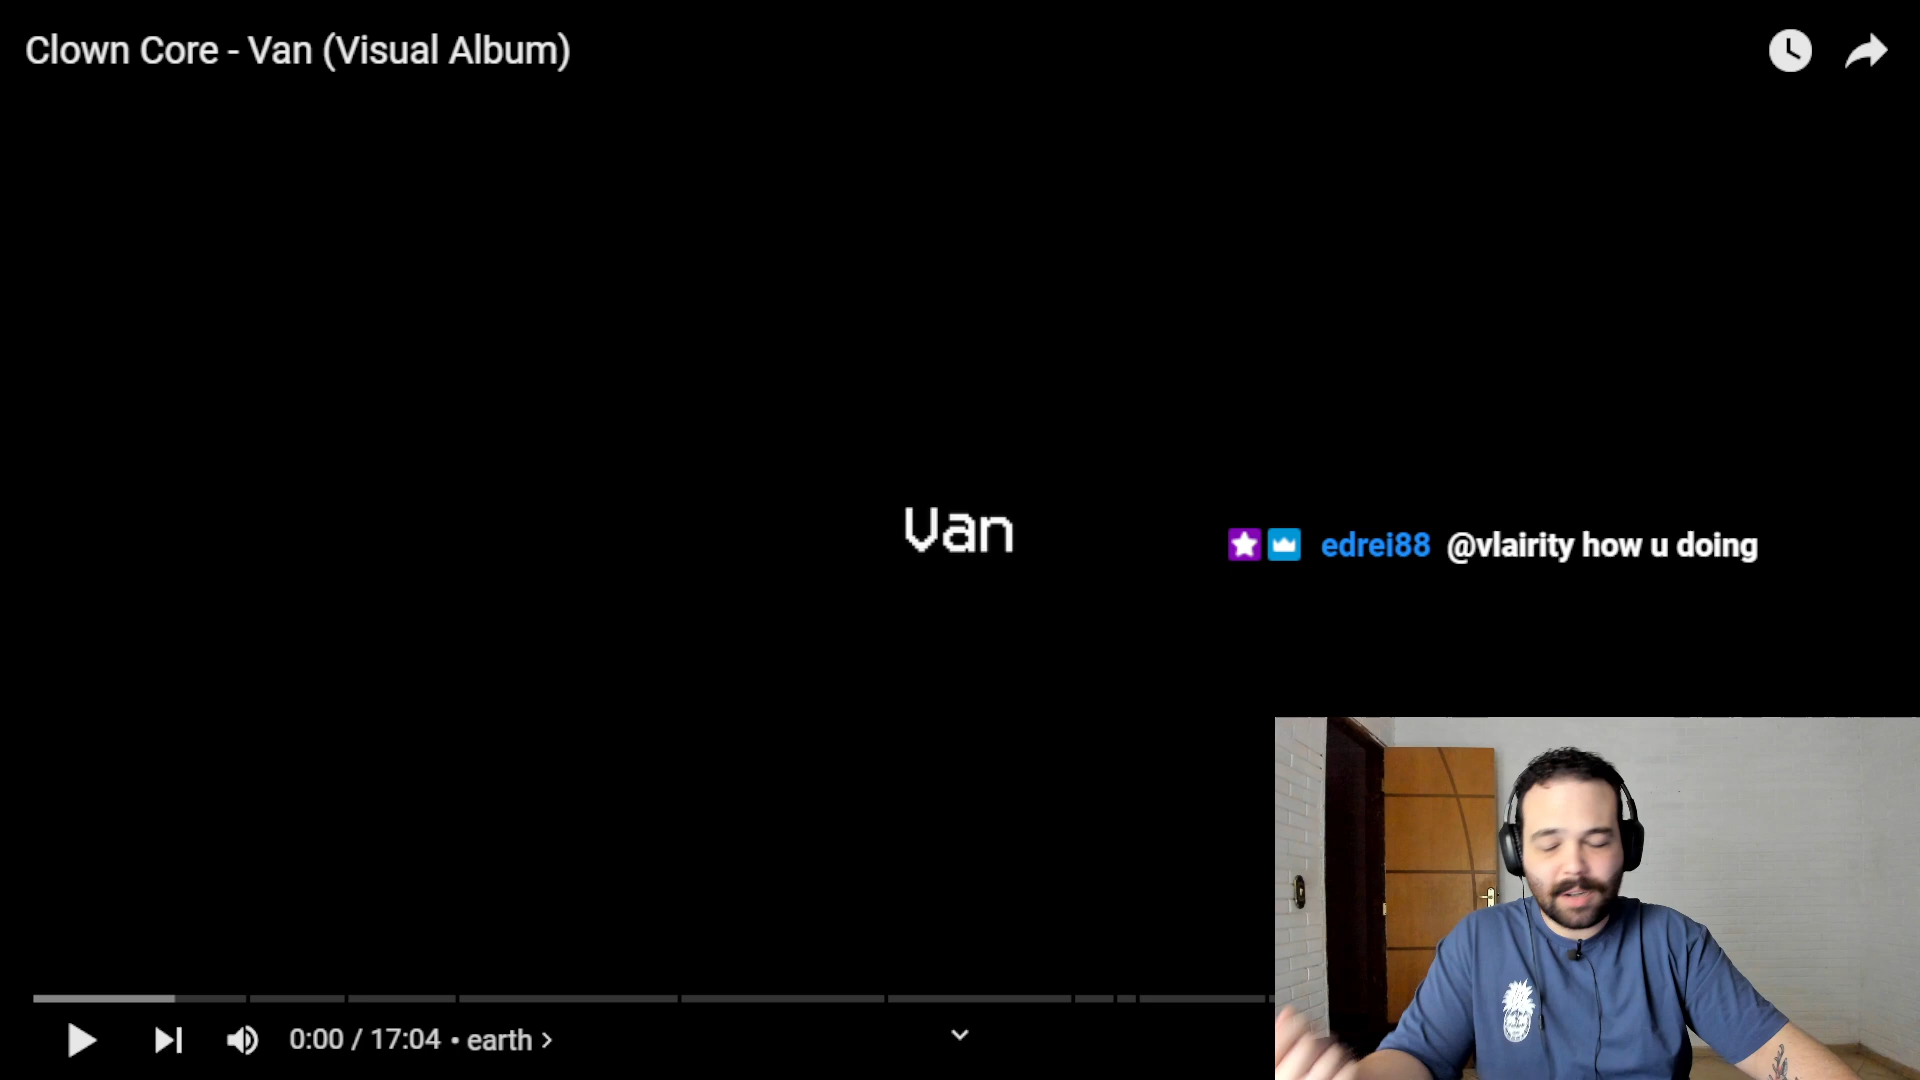 Clown Core - Van (Visual Album)
Van
edrei88 @vlairity how u doing
0:00 / 17:04 • earth ›